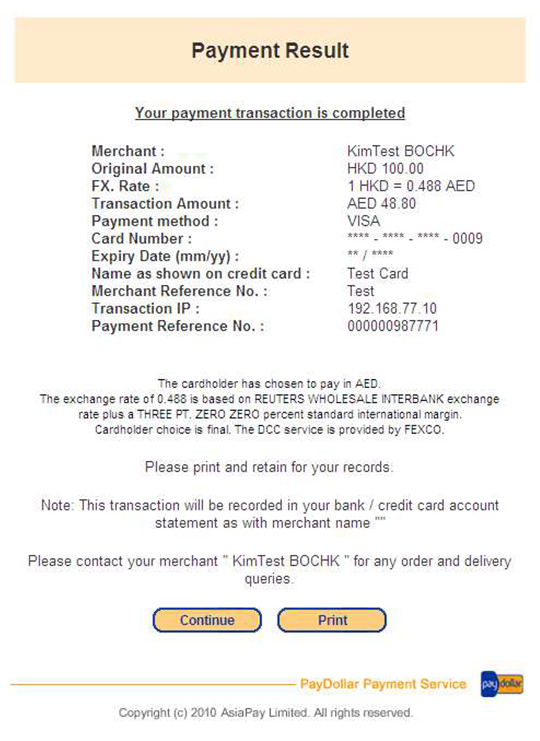 Payment Result
Your payment transaction is completed
Merchant : KimTest BOCHK
Original Amount : HKD 100.00
FX. Rate : 1 HKD = 0.488 AED
Transaction Amount : AED 48.80
Payment method : VISA
Card Number : **** - **** - **** - 0009
Expiry Date (mm/yy) : ** / ****
Name as shown on credit card : Test Card
Merchant Reference No. : Test
Transaction IP : 192.168.77.10
Payment Reference No. : 000000987771
The cardholder has chosen to pay in AED.
The exchange rate of 0.488 is based on REUTERS WHOLESALE INTERBANK exchange
rate plus a THREE PT. ZERO ZERO percent standard international margin.
Cardholder choice is final. The DCC service is provided by FEXCO.
Please print and retain for your records.
Note: This transaction will be recorded in your bank / credit card account
statement as with merchant name ""
Please contact your merchant " KimTest BOCHK " for any order and delivery
queries.
Continue Print
PayDollar Payment Service paydollar
Copyright (c) 2010 AsiaPay Limited. All rights reserved.